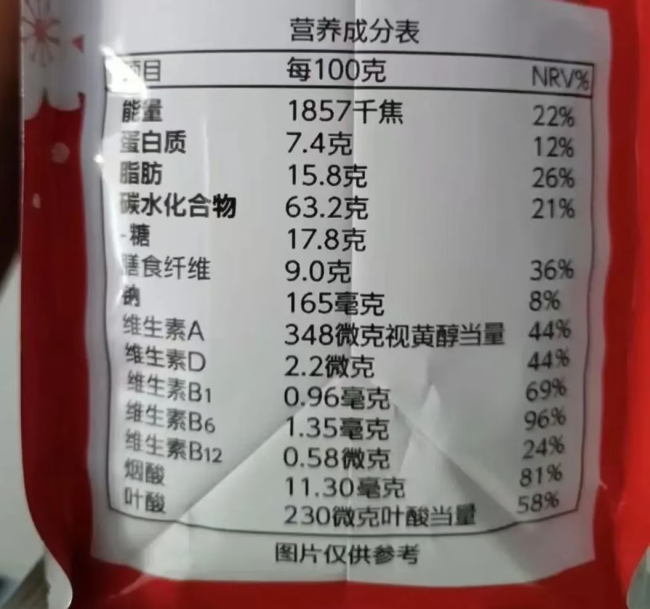 营养成分表
项目 每100克 NRV%
能量 1857千焦 22%
蛋白质 7.4克 12%
脂肪 15.8克 26%
碳水化合物 63.2克 21%
-糖 17.8克
膳食纤维 9.0克 36%
钠 165毫克 8%
维生素A 348微克视黄醇当量 44%
维生素D 2.2微克 44%
维生素B1 0.96毫克 69%
维生素B6 1.35毫克 96%
维生素B12 0.58微克 24%
烟酸 11.30毫克 81%
叶酸 230微克叶酸当量 58%
图片仅供参考